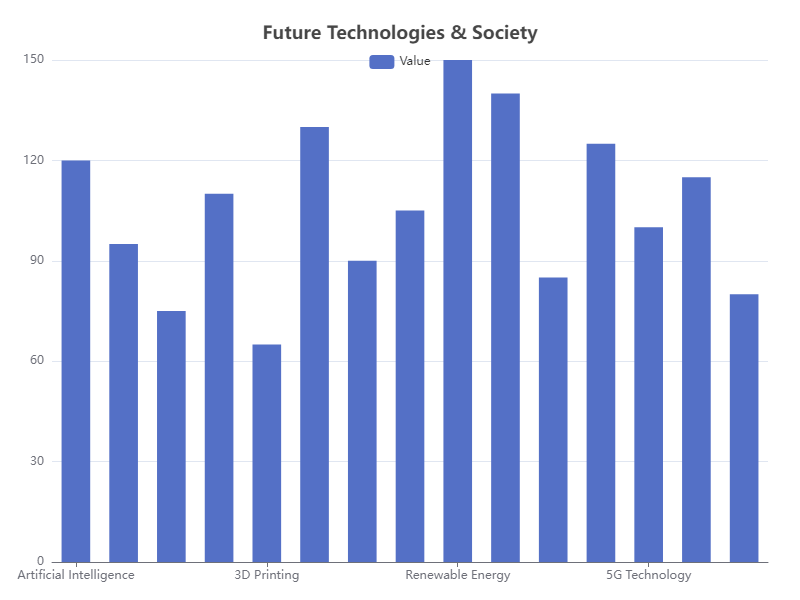 Future Technologies & Society
Value
150
120
90
60
30
0
Artificial Intelligence 3D Printing Renewable Energy 5G Technology